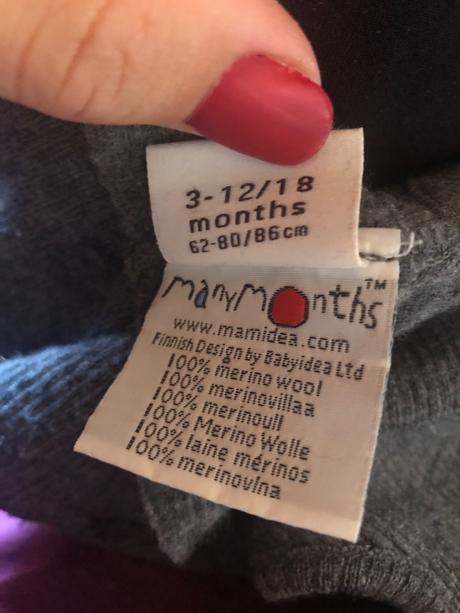 3-12/18
months
62-80/86cm
manymonths™
www.mamidea.com
Finnish Design by Babyidea Ltd
100% merino wool
100% merinovillaa
100% merinoull
100% Merino Wolle
100% laine mérinos
100% merinovlna